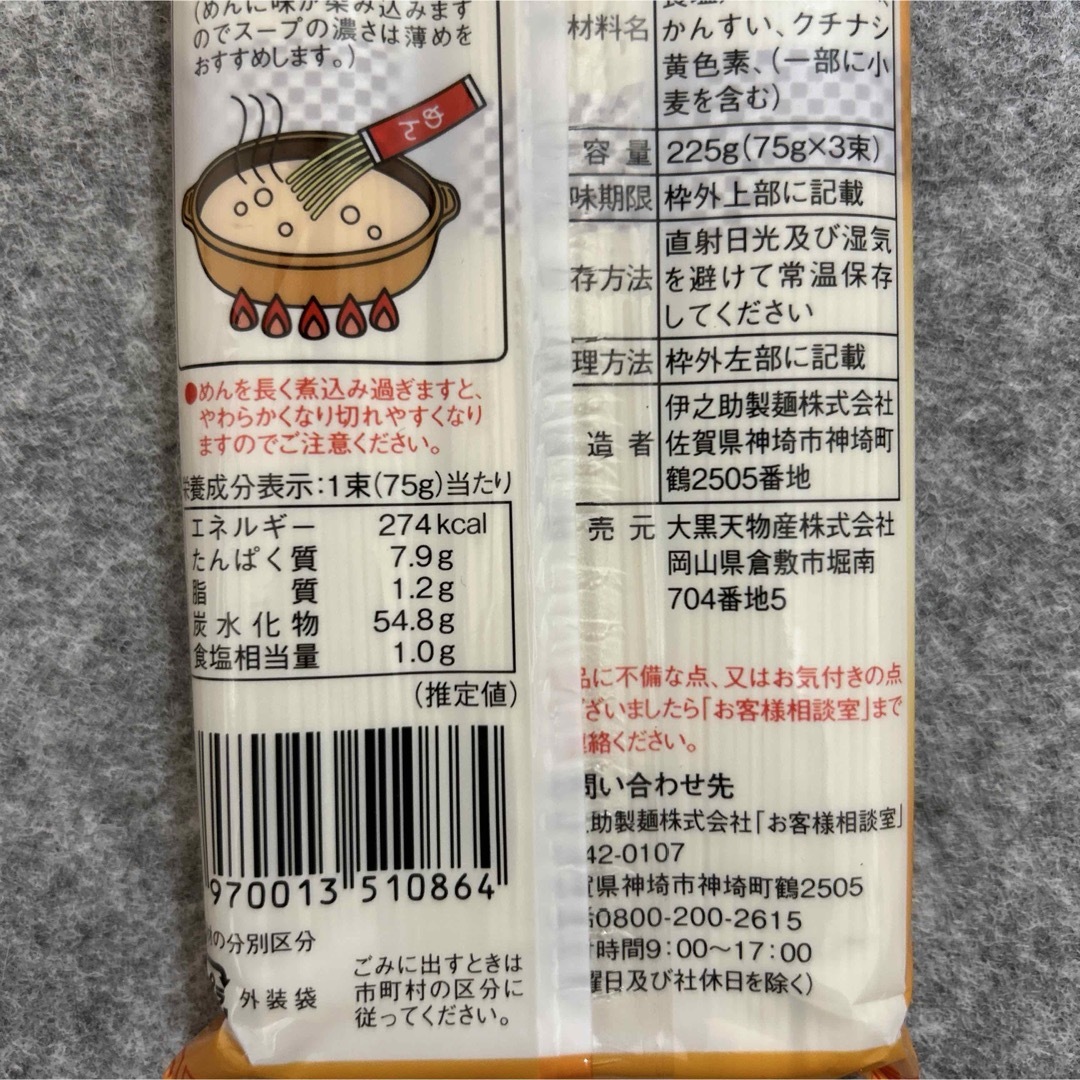 (めんに味が染み込みます
のでスープの濃さは薄めを
おすすめします。)
めん
●めんを長く煮込み過ぎますと、
やわらかくなり切れやすくなり
ますのでご注意ください。
栄養成分表示:1束(75g)当たり
エネルギー 274kcal
たんぱく質 7.9g
脂質 1.2g
炭水化物 54.8g
食塩相当量 1.0g
(推定値)
970013 510864
の分別区分
外装袋
ごみに出すときは
市町村の区分に
従ってください。
材料名
かんすい、クチナシ
黄色素、(一部に小
麦を含む)
容量 225g(75g×3束)
味期限 枠外上部に記載
存方法 直射日光及び湿気
を避けて常温保存
してください
理方法 枠外左部に記載
造者 伊之助製麺株式会社
佐賀県神埼市神埼町
鶴2505番地
売元 大黒天物産株式会社
岡山県倉敷市堀南
704番地5
品に不備な点、又はお気付きの点
ざいましたら「お客様相談室」まで
絡ください。
問い合わせ先
助製麺株式会社「お客様相談室」
42-0107
県神埼市神埼町鶴2505
0800-200-2615
時間9:00～17:00
曜日及び社休日を除く)